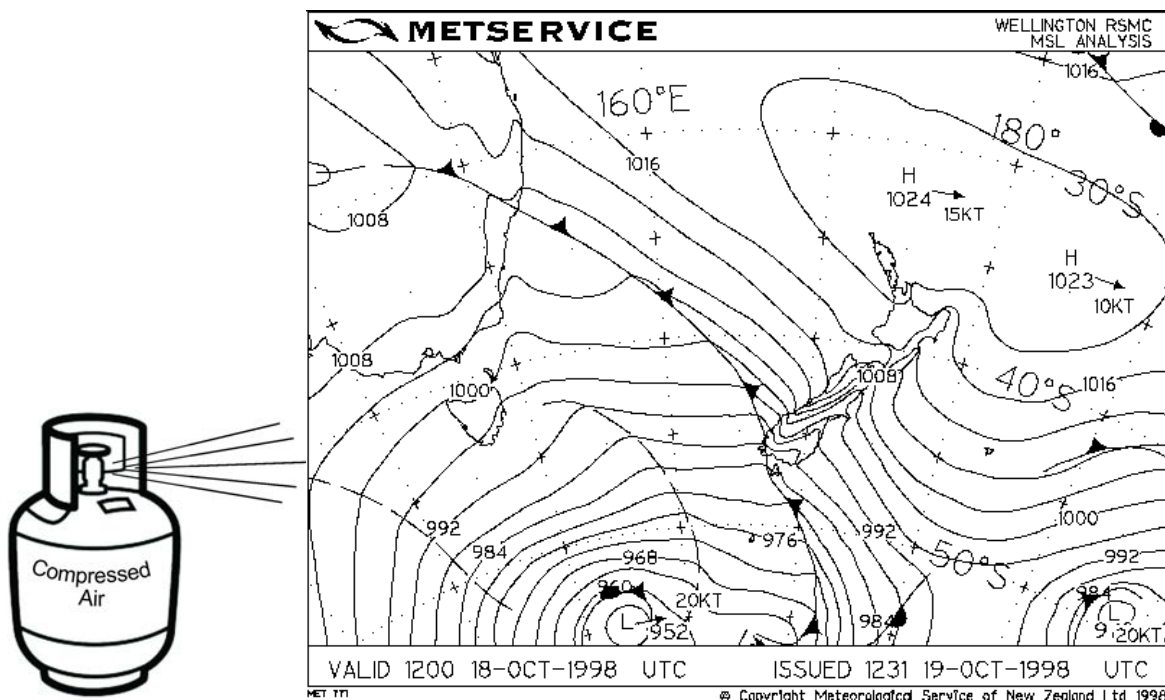 METSERVICE
WELLINGTON RSMC
MSL ANALYSIS
1016
160°E
180°
1016
H
1024
15KT
30°S
1008
H
1023
10KT
1008
1008
1000
40°S
1016
992
984
976
992
1000
50°S
992
968
960
984
20KT
L
952
984
L
20KT
Compressed
Air
VALID 1200 18-OCT-1998 UTC
ISSUED 1231 19-OCT-1998 UTC
© Copyright Meteorological Service of New Zealand Ltd 1998